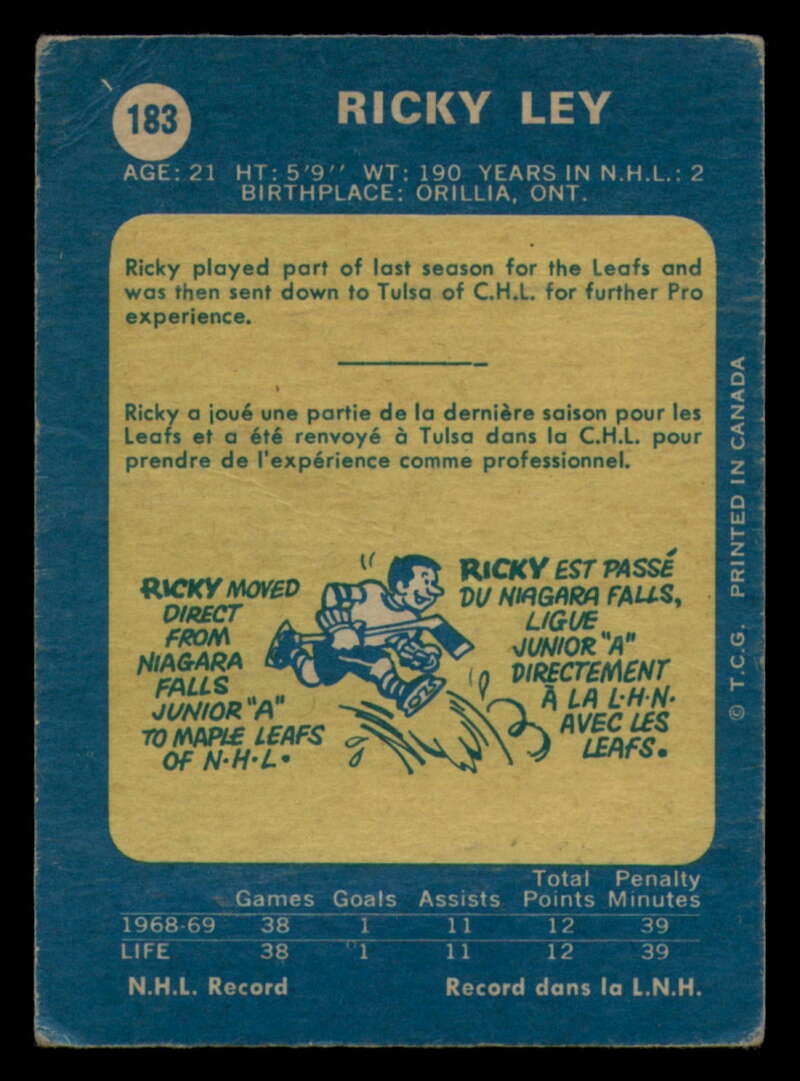 183
RICKY LEY
AGE: 21 HT: 5'9'' WT: 190 YEARS IN N.H.L.: 2
BIRTHPLACE: ORILLIA, ONT.
Ricky played part of last season for the Leafs and
was then sent down to Tulsa of C.H.L. for further Pro
experience.
Ricky a joué une partie de la dernière saison pour les
Leafs et a été renvoyé à Tulsa dans la C.H.L. pour
prendre de l'expérience comme professionnel.
RICKY MOVED
DIRECT
FROM
NIAGARA
FALLS
JUNIOR "A"
TO MAPLE LEAFS
OF N·H·L·
RICKY EST PASSÉ
DU NIAGARA FALLS,
LIGUE
JUNIOR "A"
DIRECTEMENT
À LA L·H·N·
AVEC LES
LEAFS.
© T.C.G. PRINTED IN CANADA
Total Penalty
Games Goals Assists Points Minutes
1968-69 38 1 11 12 39
LIFE 38 1 11 12 39
N.H.L. Record Record dans la L.N.H.